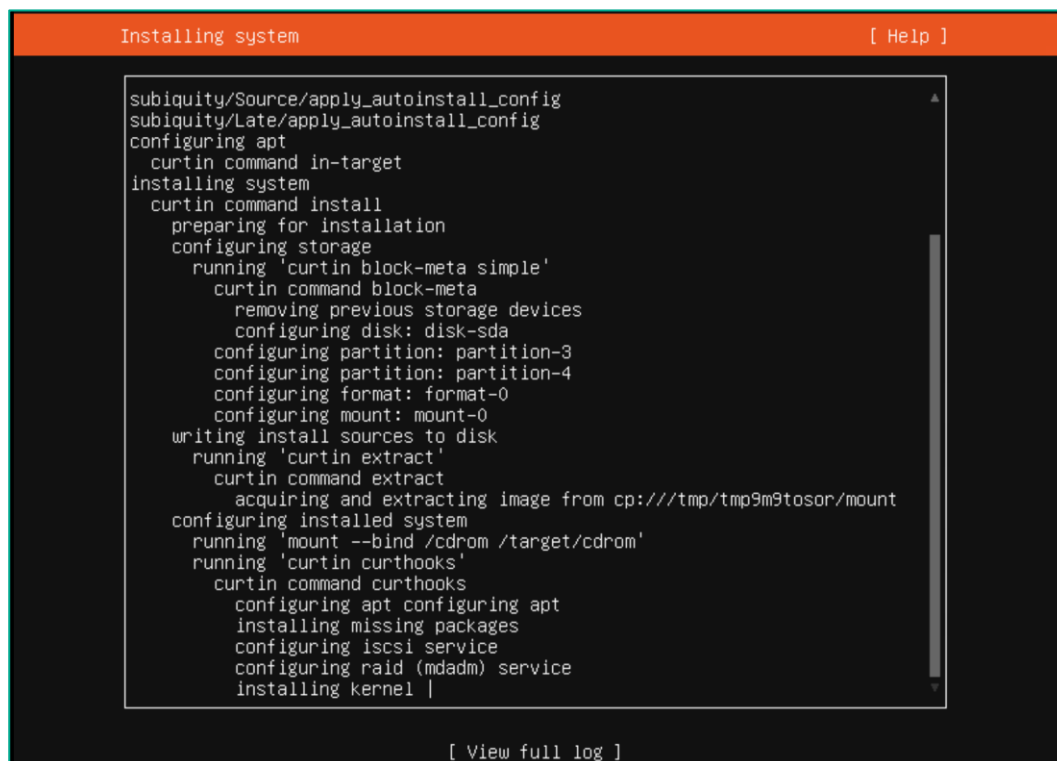 Installing system [ Help ]
subiquity/Source/apply_autoinstall_config
subiquity/Late/apply_autoinstall_config
configuring apt
curtin command in-target
installing system
curtin command install
preparing for installation
configuring storage
running 'curtin block-meta simple'
curtin command block-meta
removing previous storage devices
configuring disk: disk-sda
configuring partition: partition-3
configuring partition: partition-4
configuring format: format-0
configuring mount: mount-0
writing install sources to disk
running 'curtin extract'
curtin command extract
acquiring and extracting image from cp:///tmp/tmp9m9tosor/mount
configuring installed system
running 'mount --bind /cdrom /target/cdrom'
running 'curtin curthooks'
curtin command curthooks
configuring apt configuring apt
installing missing packages
configuring iscsi service
configuring raid (mdadm) service
installing kernel |
[ View full log ]